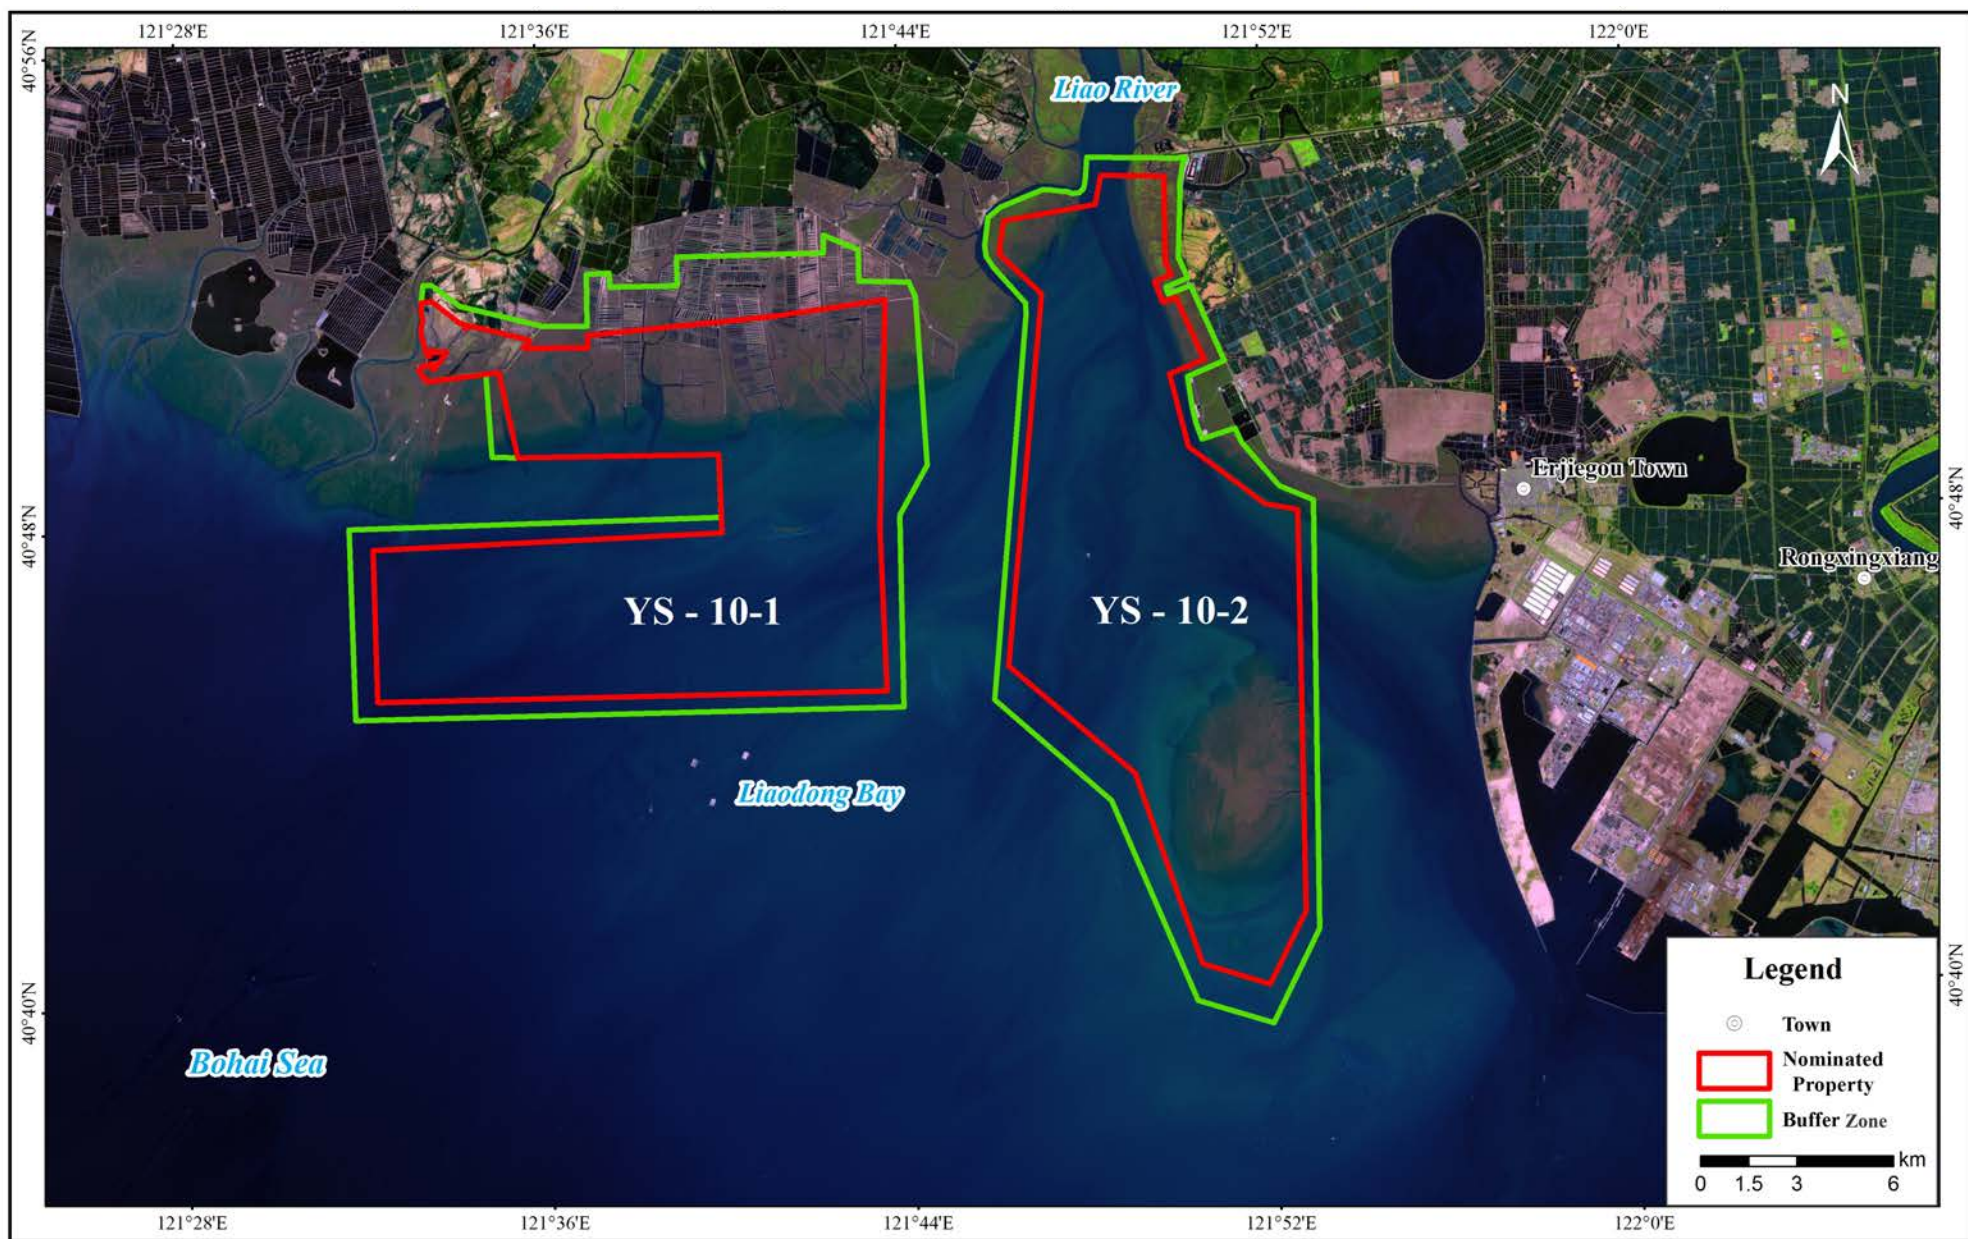 121°28'E 121°36'E 121°44'E 121°52'E 122°0'E
40°56'N
Liao River
N
Erjiegou Town
40°48'N
40°48'N
Rongxingxiang
YS - 10-1
YS - 10-2
Liaodong Bay
40°40'N
40°40'N
Bohai Sea
Legend
Town
Nominated
Property
Buffer Zone
km
0 1.5 3 6
121°28'E 121°36'E 121°44'E 121°52'E 122°0'E